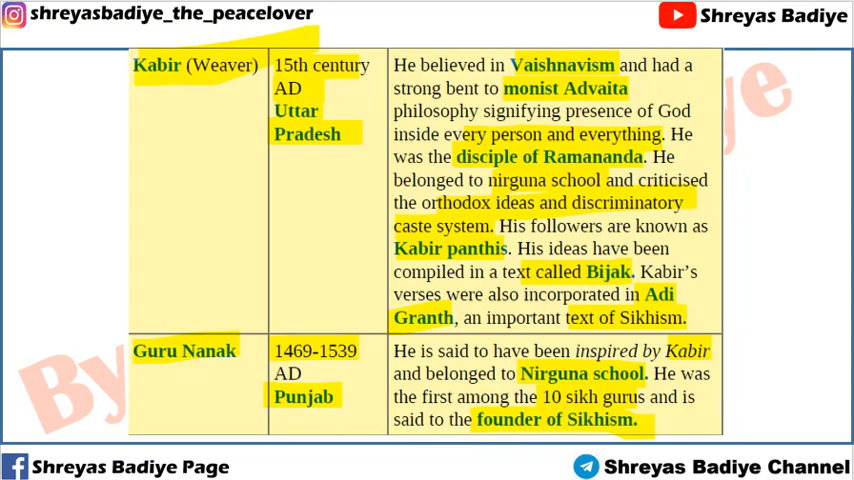 shreyasbadiye_the_peacelover
Shreyas Badiye
Kabir (Weaver)
15th century
AD
Uttar
Pradesh
He believed in Vaishnavism and had a
strong bent to monist Advaita
philosophy signifying presence of God
inside every person and everything. He
was the disciple of Ramananda. He
belonged to nirguna school and criticised
the orthodox ideas and discriminatory
caste system. His followers are known as
Kabir panthis. His ideas have been
compiled in a text called Bijak. Kabir’s
verses were also incorporated in Adi
Granth, an important text of Sikhism.
Guru Nanak
1469-1539
AD
Punjab
He is said to have been inspired by Kabir
and belonged to Nirguna school. He was
the first among the 10 sikh gurus and is
said to the founder of Sikhism.
By
ye
Shreyas Badiye Page
Shreyas Badiye Channel